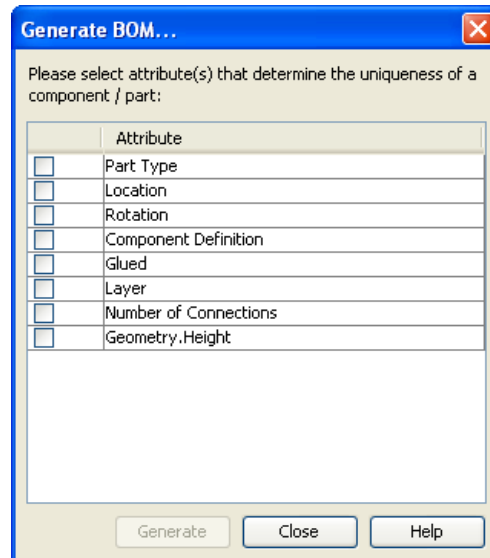 Generate BOM...
Please select attribute(s) that determine the uniqueness of a
component / part:
Attribute
Part Type
Location
Rotation
Component Definition
Glued
Layer
Number of Connections
Geometry.Height
Generate Close Help